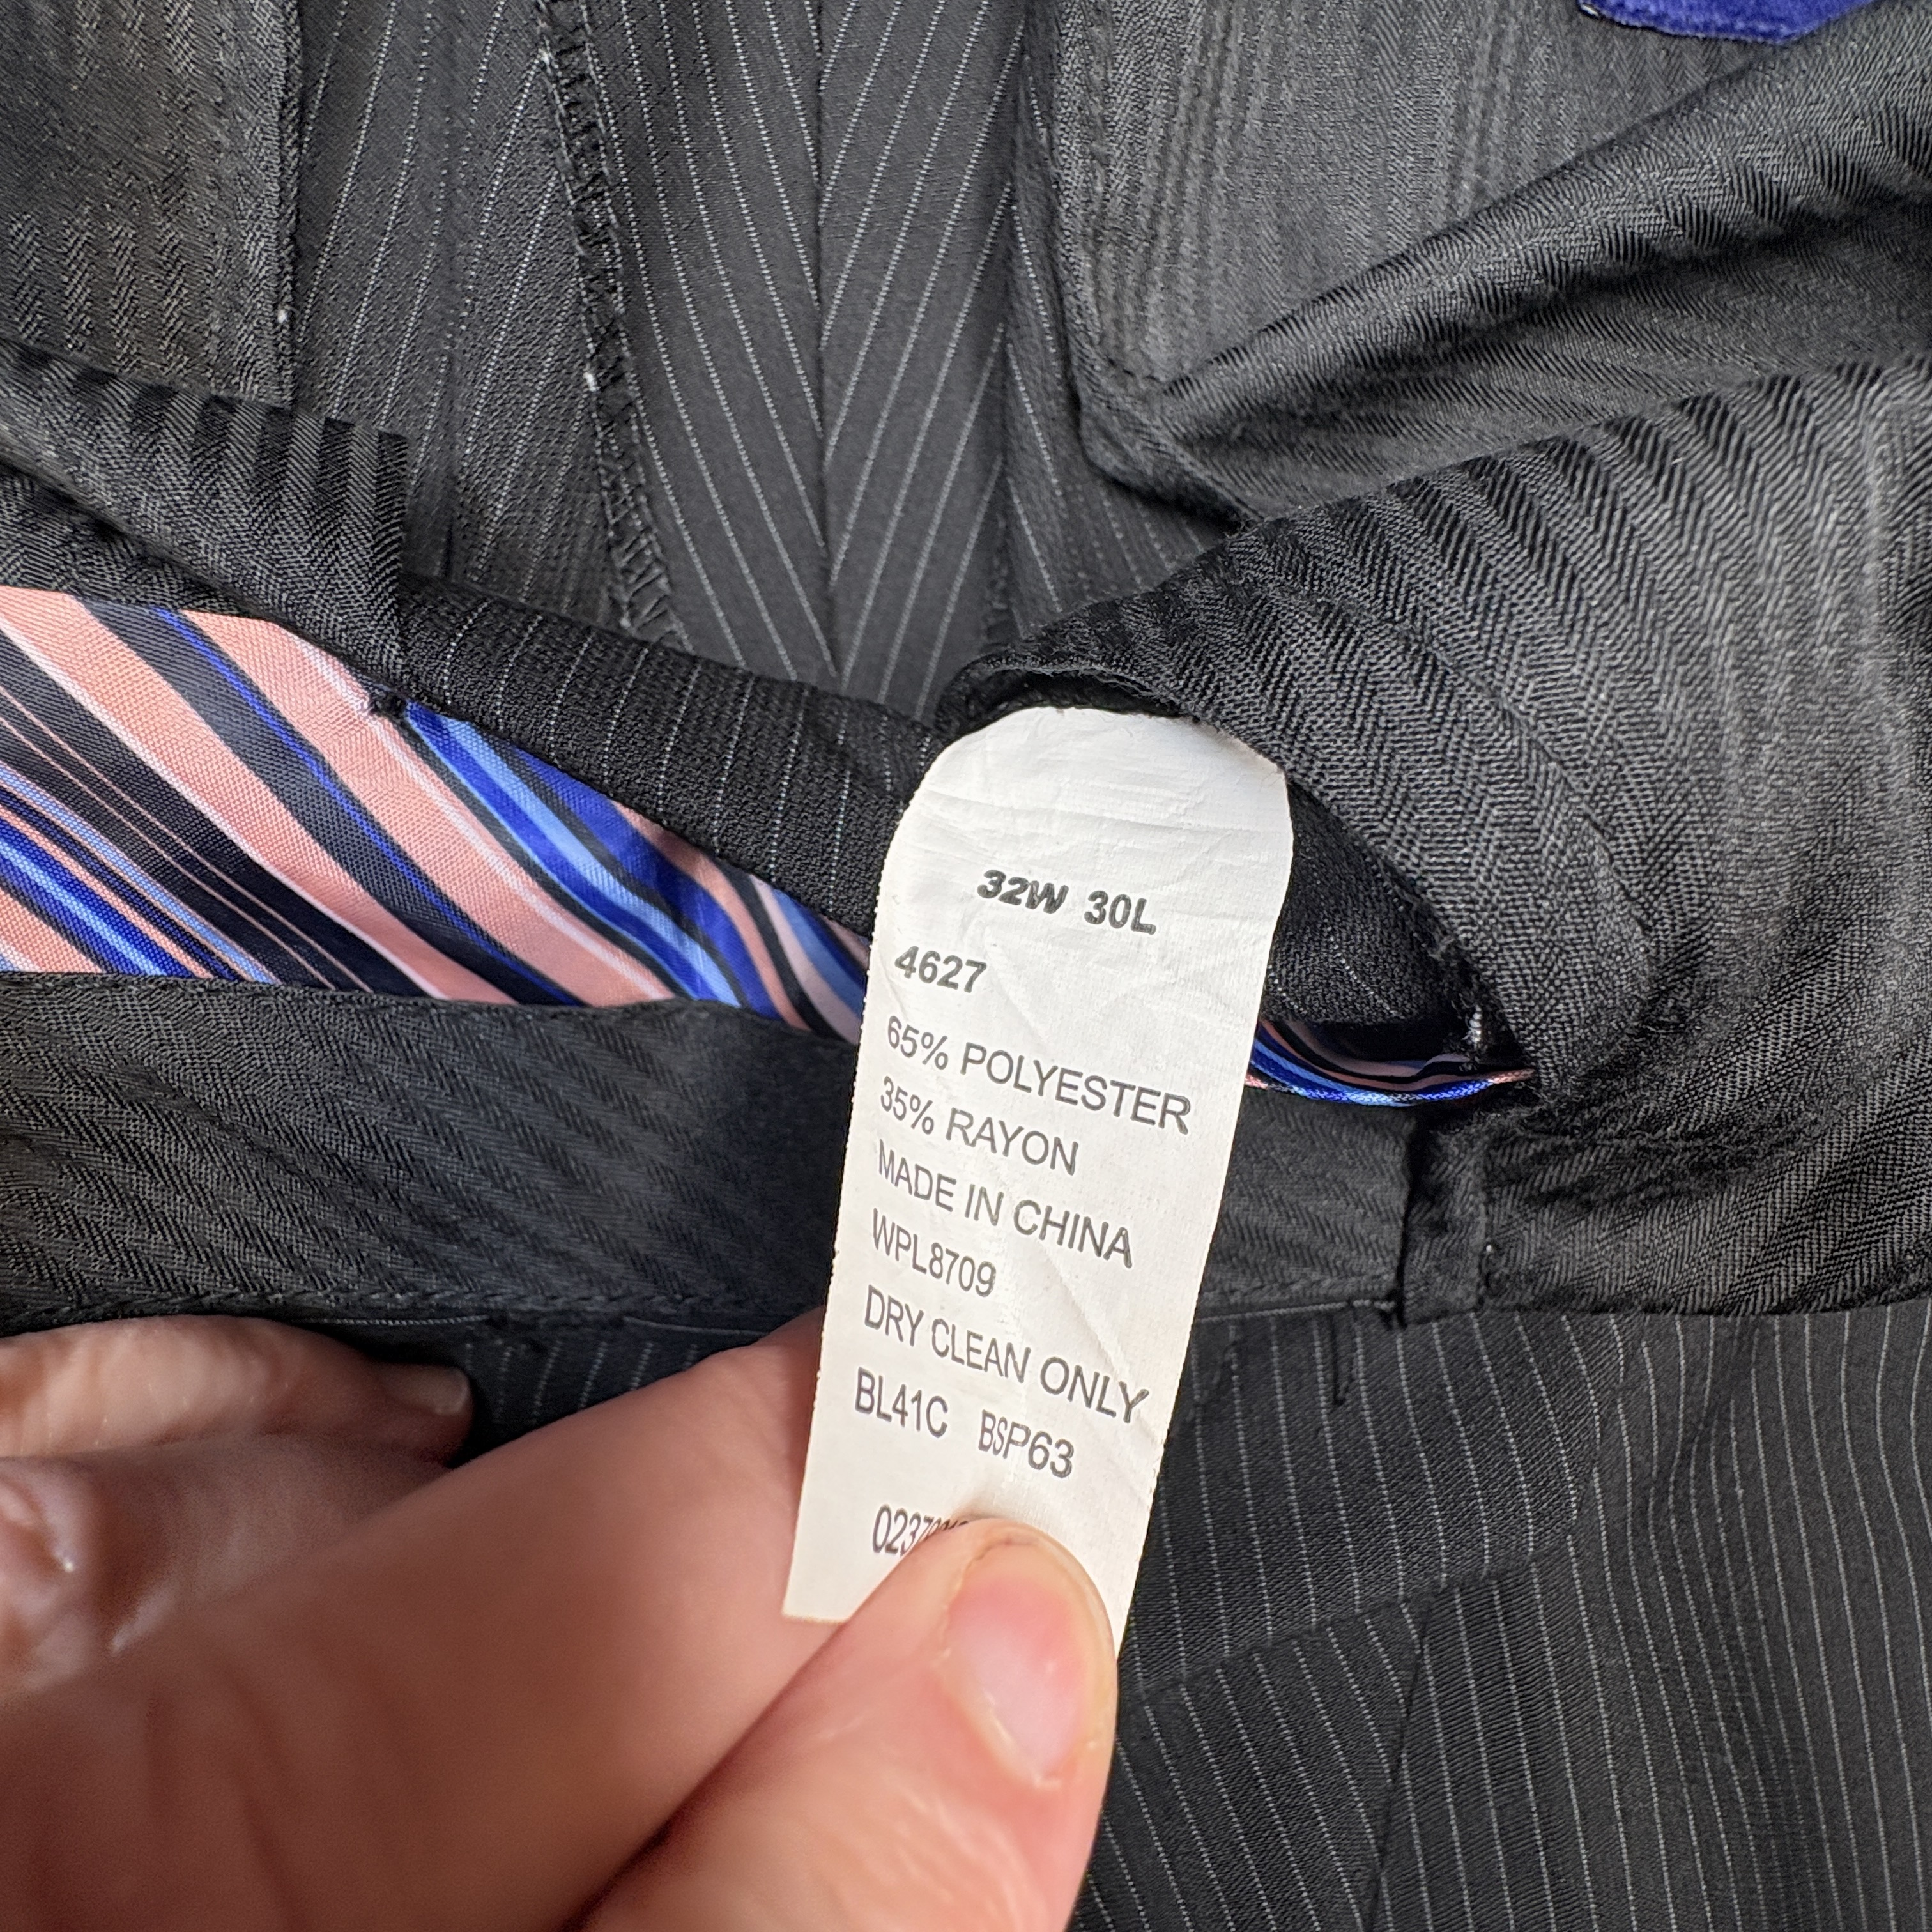 32W 30L
4627
65% POLYESTER
35% RAYON
MADE IN CHINA
WPL8709
DRY CLEAN ONLY
BL41C BSP63